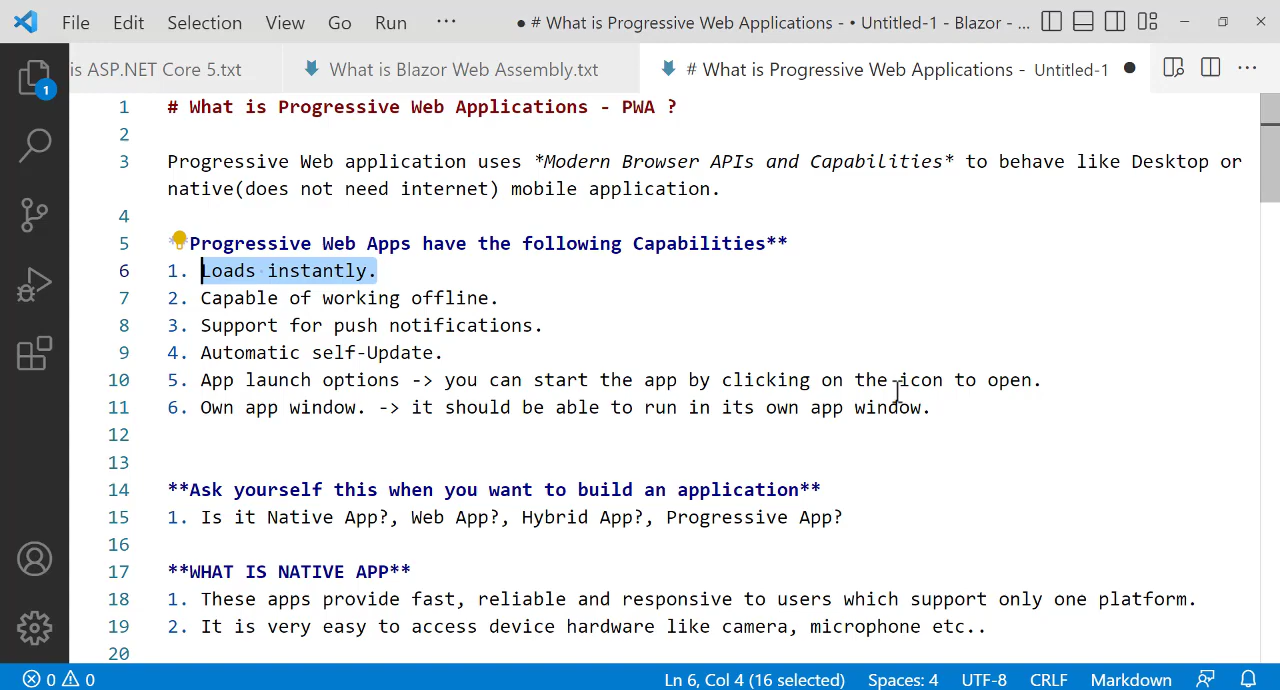 File Edit Selection View Go Run ··· ● # What is Progressive Web Applications - • Untitled-1 - Blazor - ...
is ASP.NET Core 5.txt What is Blazor Web Assembly.txt # What is Progressive Web Applications - Untitled-1 ● ···
1
1 # What is Progressive Web Applications - PWA ?
2
3 Progressive Web application uses *Modern Browser APIs and Capabilities* to behave like Desktop or
native(does not need internet) mobile application.
4
5 **Progressive Web Apps have the following Capabilities**
6 1. Loads·instantly.
7 2. Capable of working offline.
8 3. Support for push notifications.
9 4. Automatic self-Update.
10 5. App launch options -> you can start the app by clicking on the icon to open.
11 6. Own app window. -> it should be able to run in its own app window.
12
13
14 **Ask yourself this when you want to build an application**
15 1. Is it Native App?, Web App?, Hybrid App?, Progressive App?
16
17 **WHAT IS NATIVE APP**
18 1. These apps provide fast, reliable and responsive to users which support only one platform.
19 2. It is very easy to access device hardware like camera, microphone etc..
20
0 0 Ln 6, Col 4 (16 selected) Spaces: 4 UTF-8 CRLF Markdown